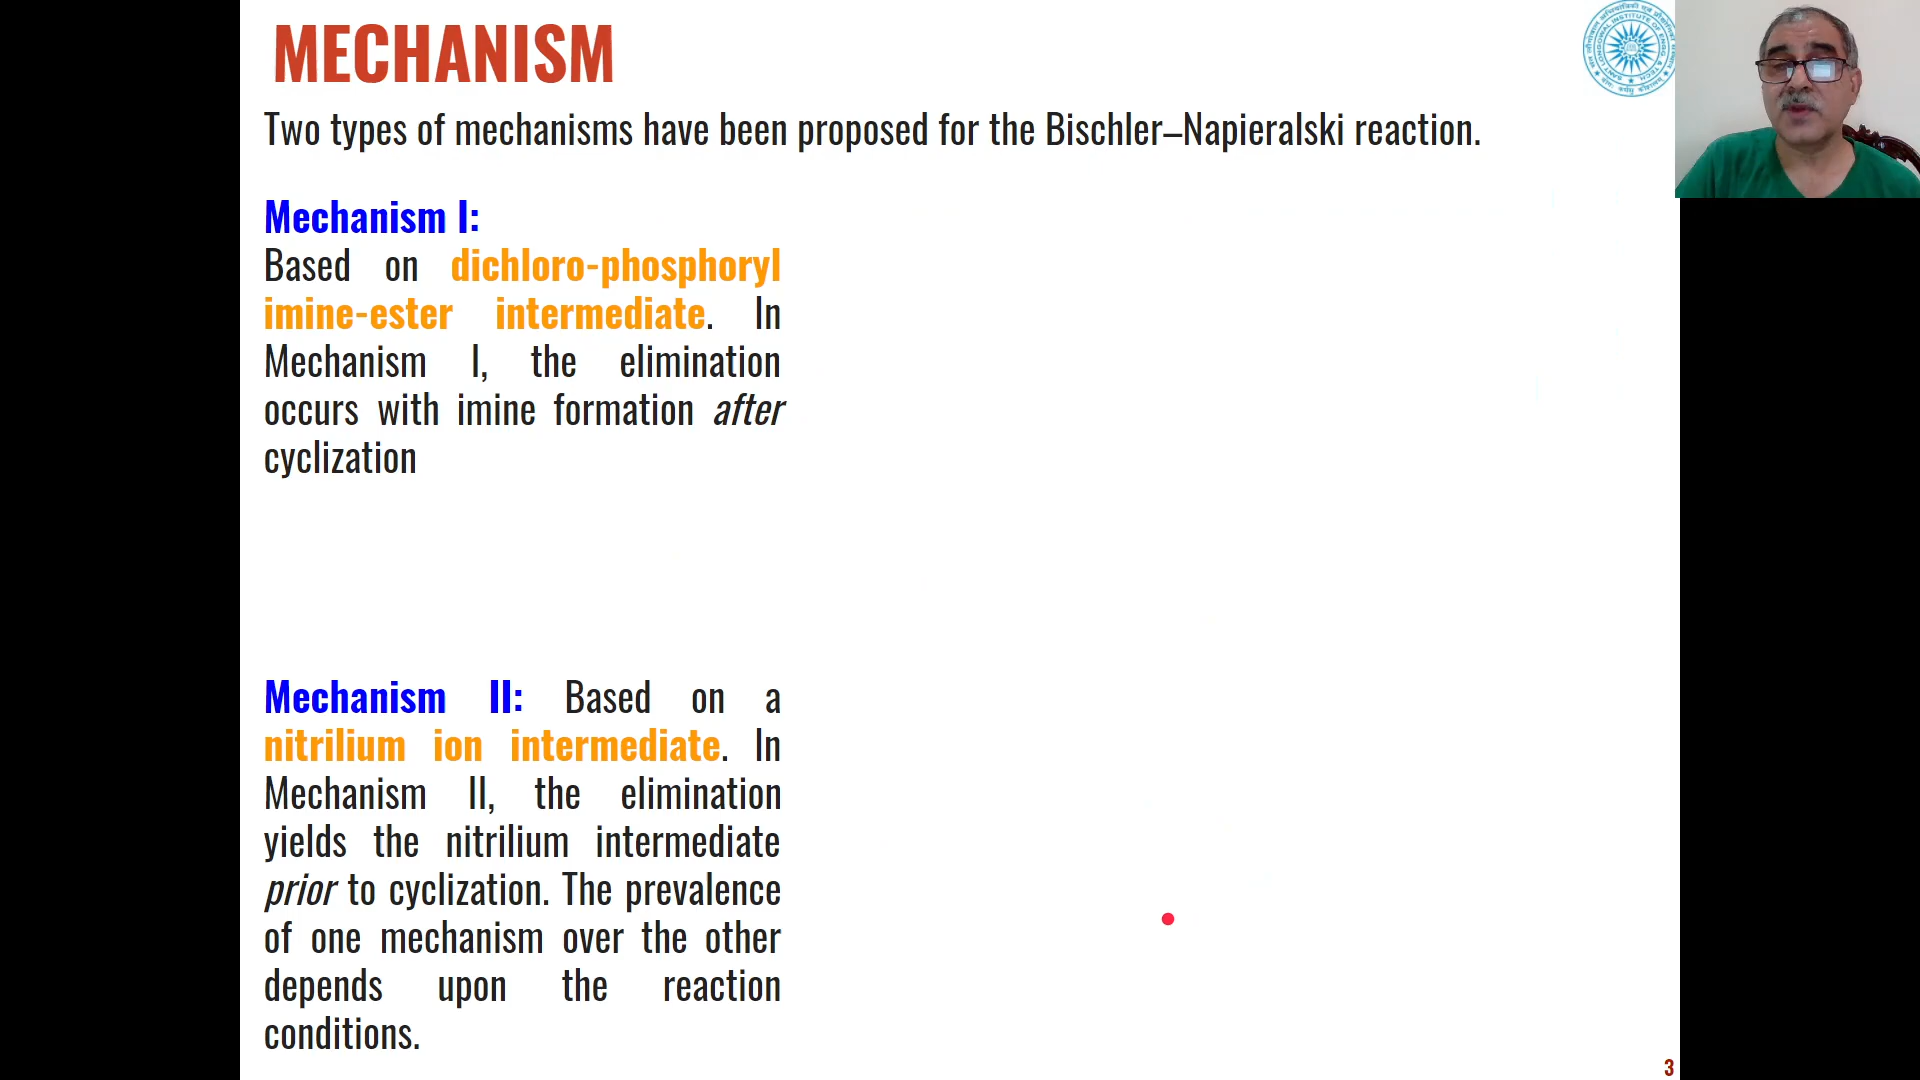 MECHANISM
Two types of mechanisms have been proposed for the Bischler–Napieralski reaction.
Mechanism I:
Based on dichloro-phosphoryl
imine-ester intermediate. In
Mechanism I, the elimination
occurs with imine formation after
cyclization
Mechanism II: Based on a
nitrilium ion intermediate. In
Mechanism II, the elimination
yields the nitrilium intermediate
prior to cyclization. The prevalence
of one mechanism over the other
depends upon the reaction
conditions.
3